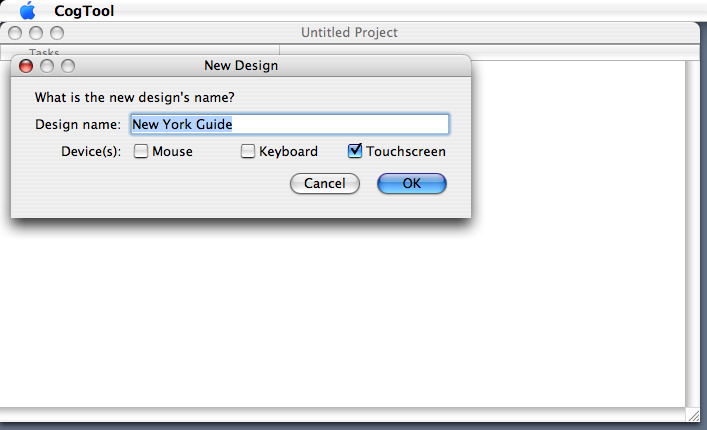 CogTool
Untitled Project
Tasks
New Design
What is the new design's name?
Design name: New York Guide
Device(s): Mouse Keyboard Touchscreen
Cancel OK